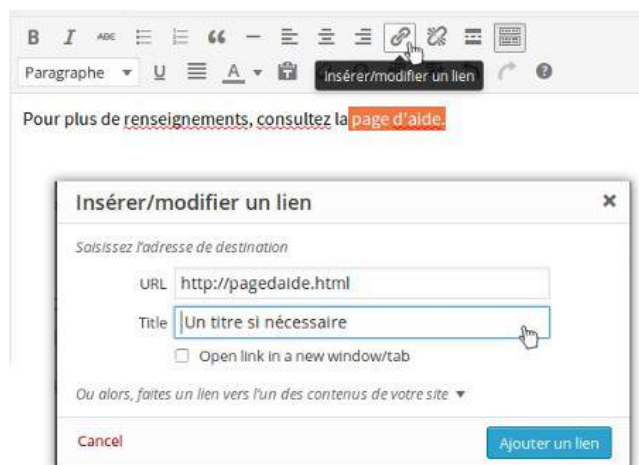 B I ABC
Paragraphe U A
Insérer/modifier un lien
Pour plus de renseignements, consultez la page d'aide.
Insérer/modifier un lien
Saisissez l'adresse de destination
URL http://pagedaide.html
Title Un titre si nécessaire
Open link in a new window/tab
Ou alors, faites un lien vers l'un des contenus de votre site
Cancel Ajouter un lien